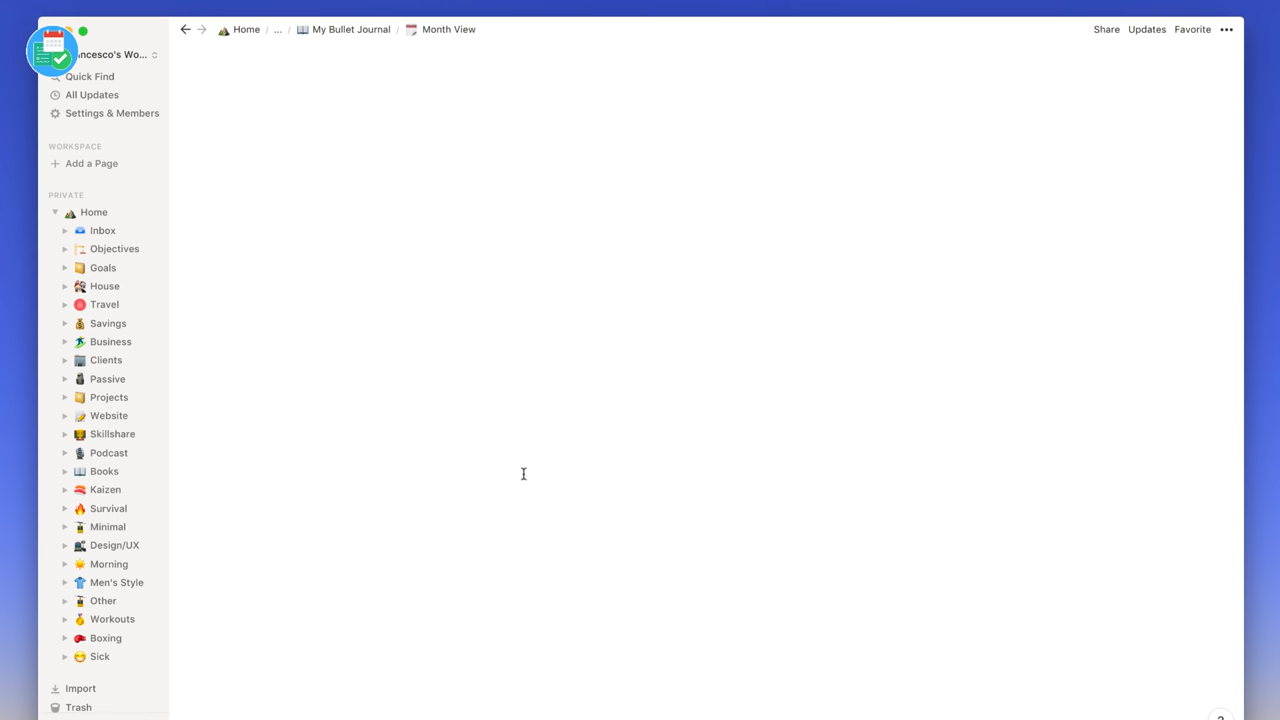 Home / ... / My Bullet Journal / Month View
Share Updates Favorite •••
ncesco's Wo...
Quick Find
All Updates
Settings & Members
WORKSPACE
+ Add a Page
PRIVATE
Home
Inbox
Objectives
Goals
House
Travel
Savings
Business
Clients
Passive
Projects
Website
Skillshare
Podcast
Books
Kaizen
Survival
Minimal
Design/UX
Morning
Men's Style
Other
Workouts
Boxing
Sick
Import
Trash
?